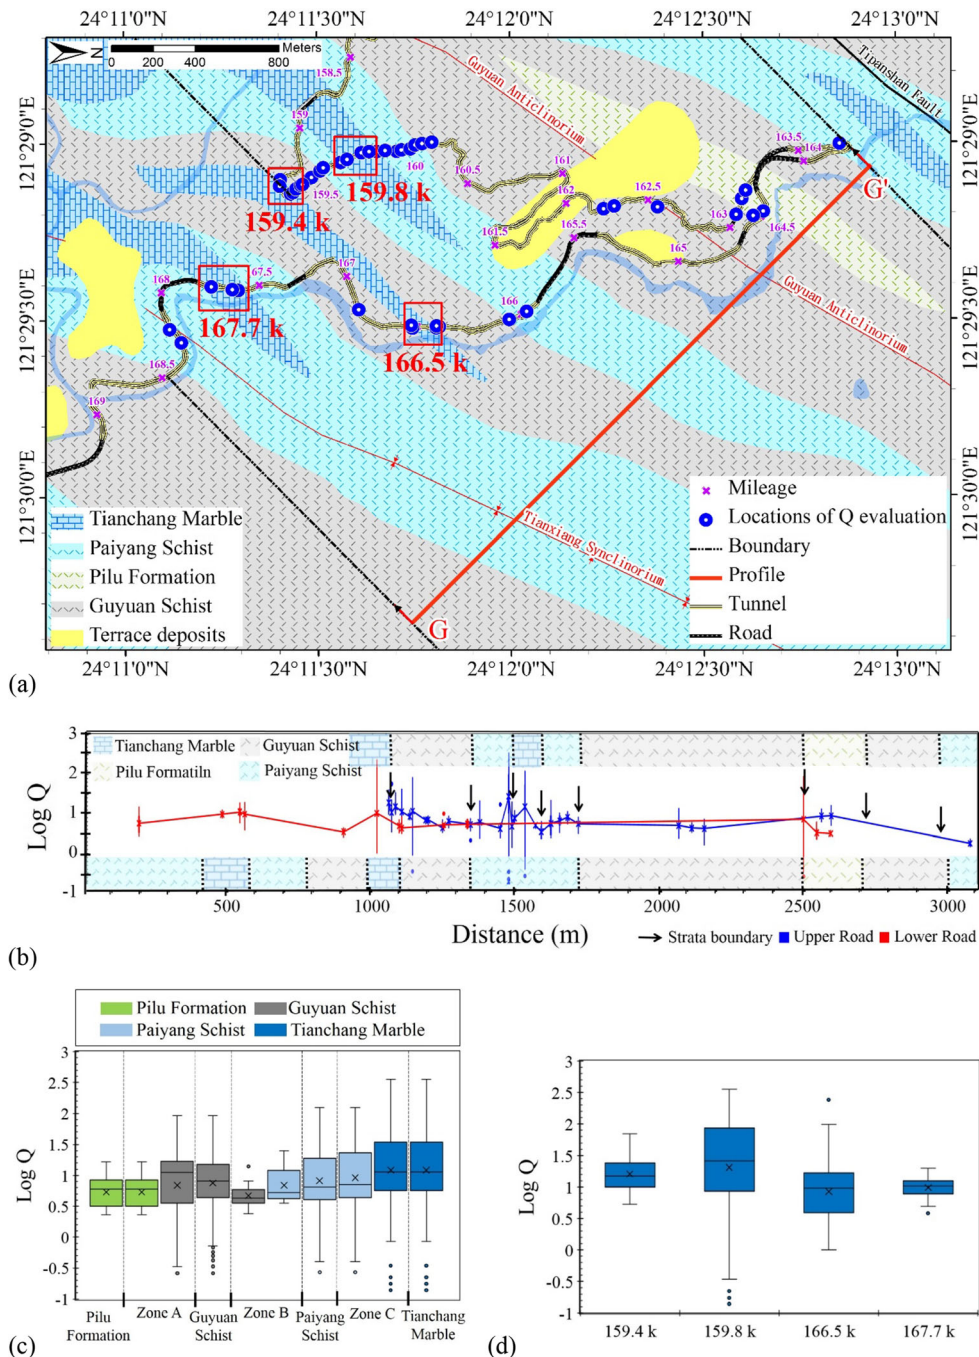 24°11'0"N 24°11'30"N 24°12'0"N 24°12'30"N 24°13'0"N
N
Meters
0 200 400 800
158.5
Guyuan Anticlinorium
Tipanshan Fault
121°29'0"E
121°29'0"E
159
163.5
164
160
161
160.5
159.5
159.8 k
159.4 k
162
162.5
G'
161.5
165.5
163
164.5
165
168
67.5
167
121°29'30"E
121°29'30"E
166
Guyuan Anticlinorium
167.7 k
166.5 k
168.5
169
121°30'0"E
121°30'0"E
Tianxiang Synclinorium
G
Tianchang Marble
Paiyang Schist
Pilu Formation
Guyuan Schist
Terrace deposits
Mileage
Locations of Q evaluation
Boundary
Profile
Tunnel
Road
24°11'0"N 24°11'30"N 24°12'0"N 24°12'30"N 24°13'0"N
(a)
3
2
1
0
-1
Log Q
Tianchang Marble
Guyuan Schist
Pilu Formatiln
Paiyang Schist
500 1000 1500 2000 2500 3000
Distance (m)
Strata boundary
Upper Road
Lower Road
(b)
Pilu Formation
Guyuan Schist
Paiyang Schist
Tianchang Marble
3
2.5
2
1.5
1
0.5
0
-0.5
-1
Log Q
Pilu Formation
Zone A
Guyuan Schist
Zone B
Paiyang Schist
Zone C
Tianchang Marble
(c)
3
2.5
2
1.5
1
0.5
0
-0.5
-1
Log Q
159.4 k 159.8 k 166.5 k 167.7 k
(d)